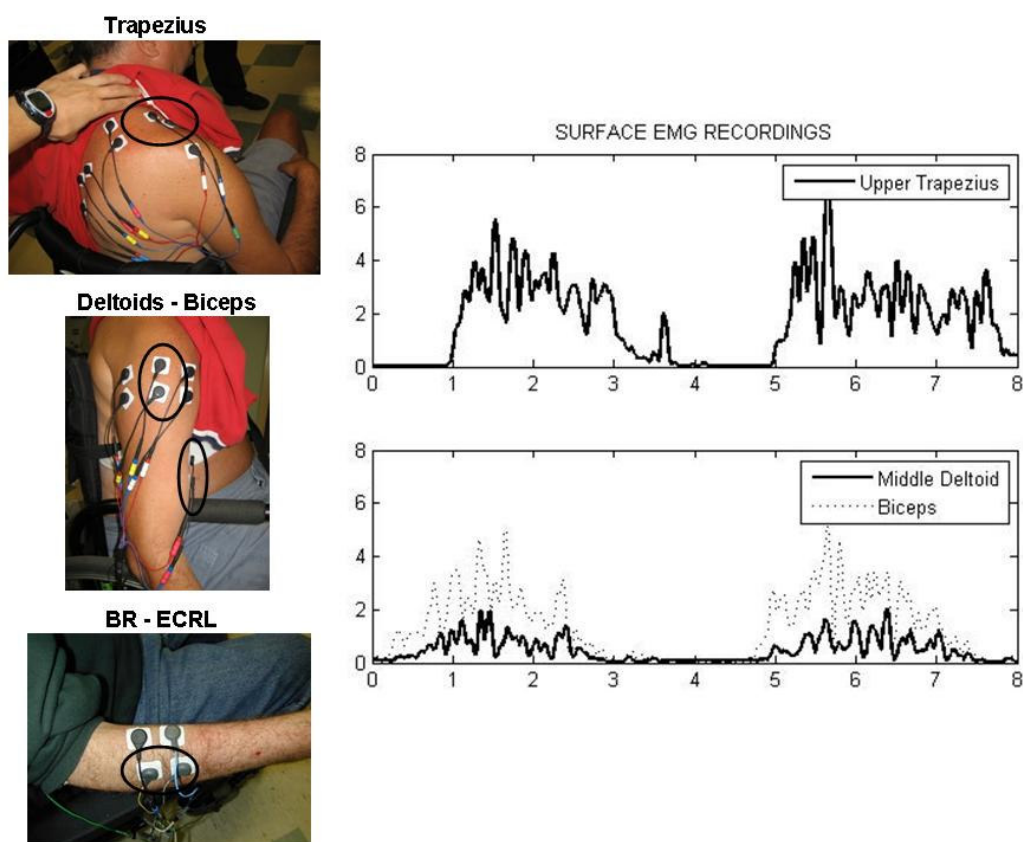 Trapezius
Deltoids - Biceps
BR - ECRL
SURFACE EMG RECORDINGS
8
6
4
2
0
Upper Trapezius
0 1 2 3 4 5 6 7 8
8
6
4
2
0
Middle Deltoid
Biceps
0 1 2 3 4 5 6 7 8